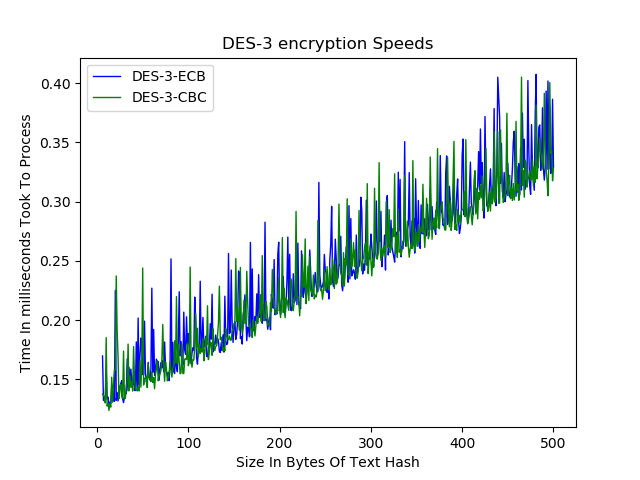 DES-3 encryption Speeds
DES-3-ECB
DES-3-CBC
Time In milliseconds Took To Process
0.40
0.35
0.30
0.25
0.20
0.15
0 100 200 300 400 500
Size In Bytes Of Text Hash